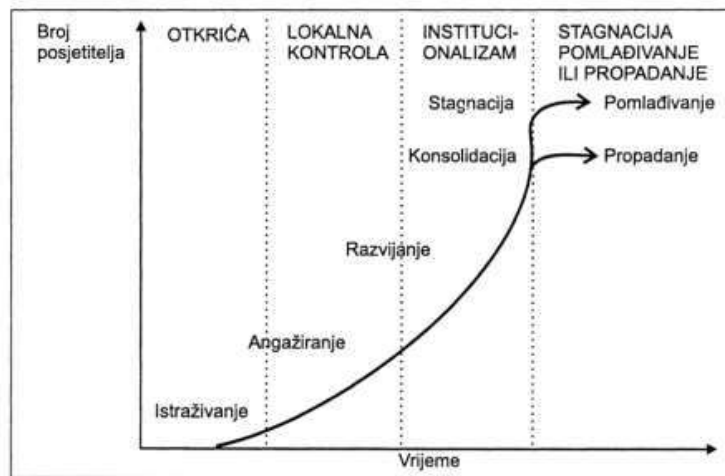 Broj
posjetitelja
OTKRIĆA
LOKALNA
KONTROLA
INSTITUCI-
ONALIZAM
STAGNACIJA
POMLAĐIVANJE
ILI PROPADANJE
Stagnacija
Pomlađivanje
Konsolidacija
Propadanje
Razvijanje
Angažiranje
Istraživanje
Vrijeme